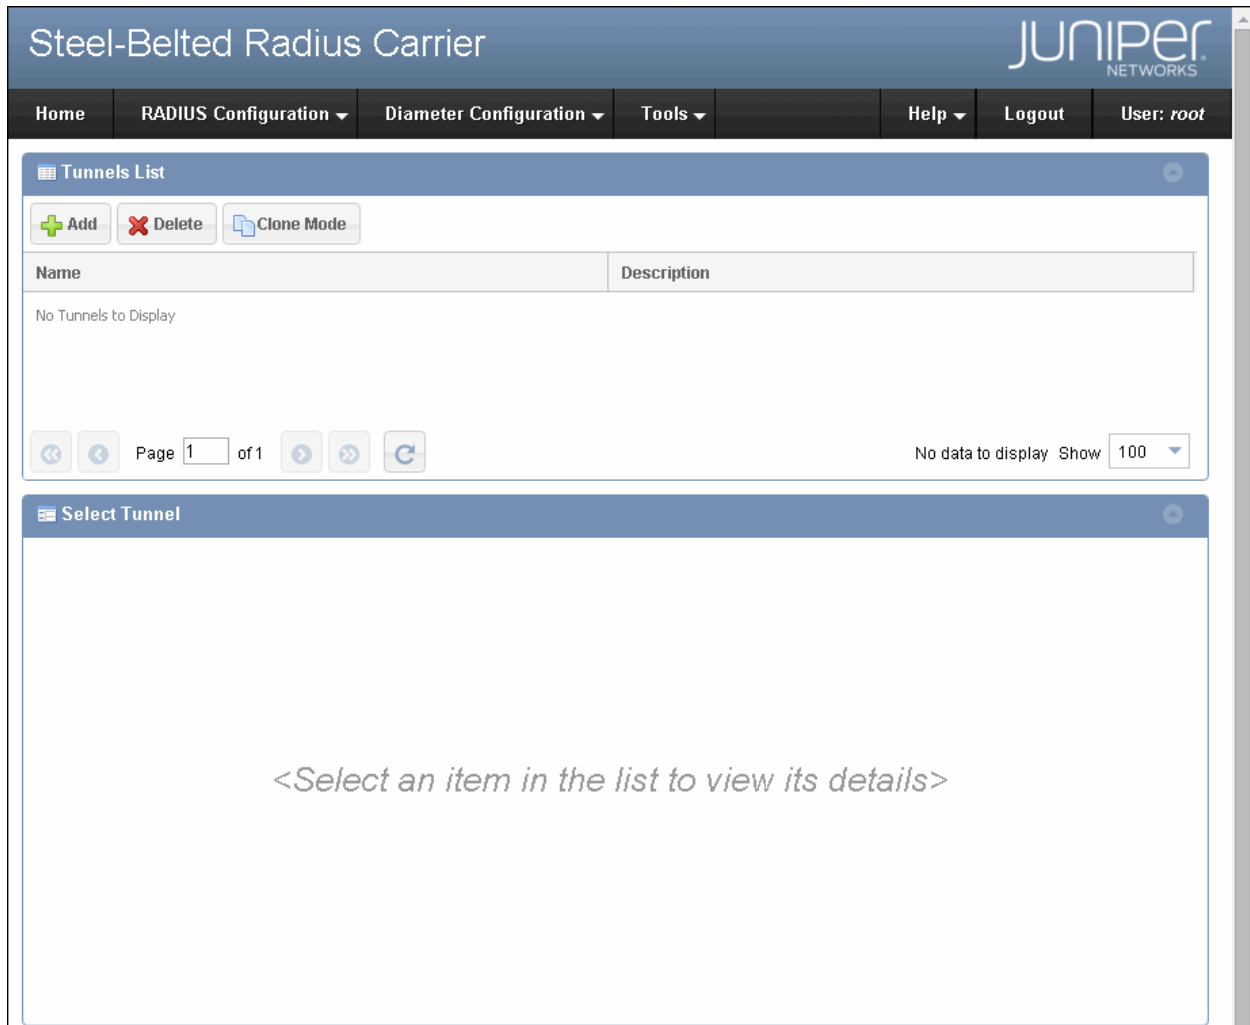 Steel-Belted Radius Carrier
JUNIPEr
NETWORKS
Home RADIUS Configuration Diameter Configuration Tools Help Logout User: root
Tunnels List
Add Delete Clone Mode
Name Description
No Tunnels to Display
Page 1 of 1 No data to display Show 100
Select Tunnel
<Select an item in the list to view its details>